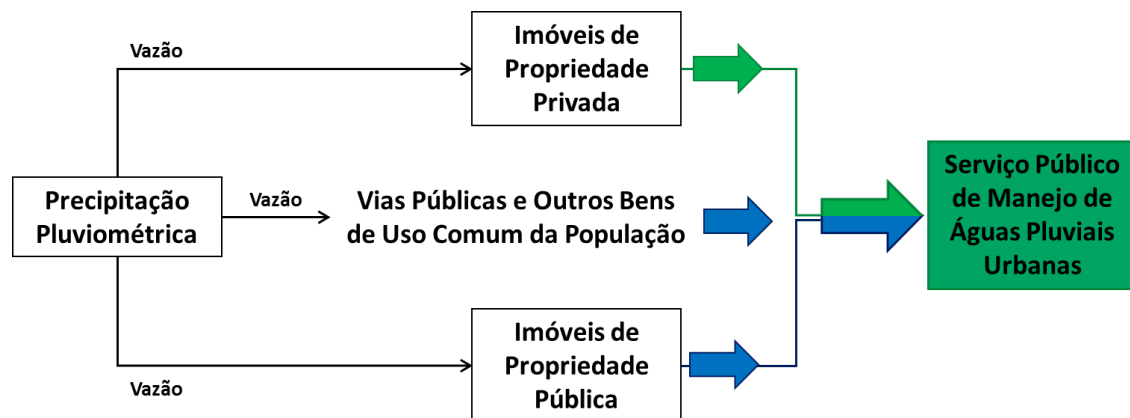 Vazão
Imóveis de
Propriedade
Privada
Precipitação
Pluviométrica
Vazão
Vias Públicas e Outros Bens
de Uso Comum da População
Serviço Público
de Manejo de
Águas Pluviais
Urbanas
Vazão
Imóveis de
Propriedade
Pública